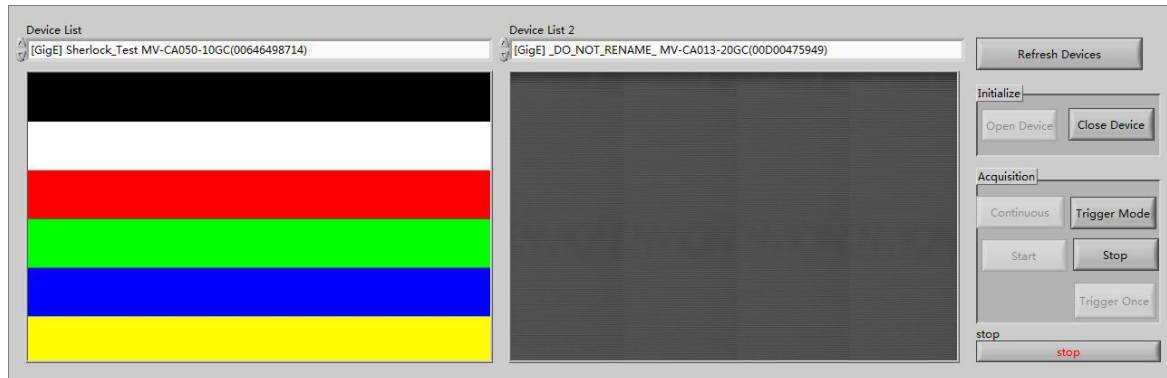 Device List
[GigE] Sherlock_Test MV-CA050-10GC(00646498714)
Device List 2
[GigE] _DO_NOT_RENAME_ MV-CA013-20GC(00D00475949)
Refresh Devices
Initialize
Open Device
Close Device
Acquisition
Continuous
Trigger Mode
Start
Stop
Trigger Once
stop
stop